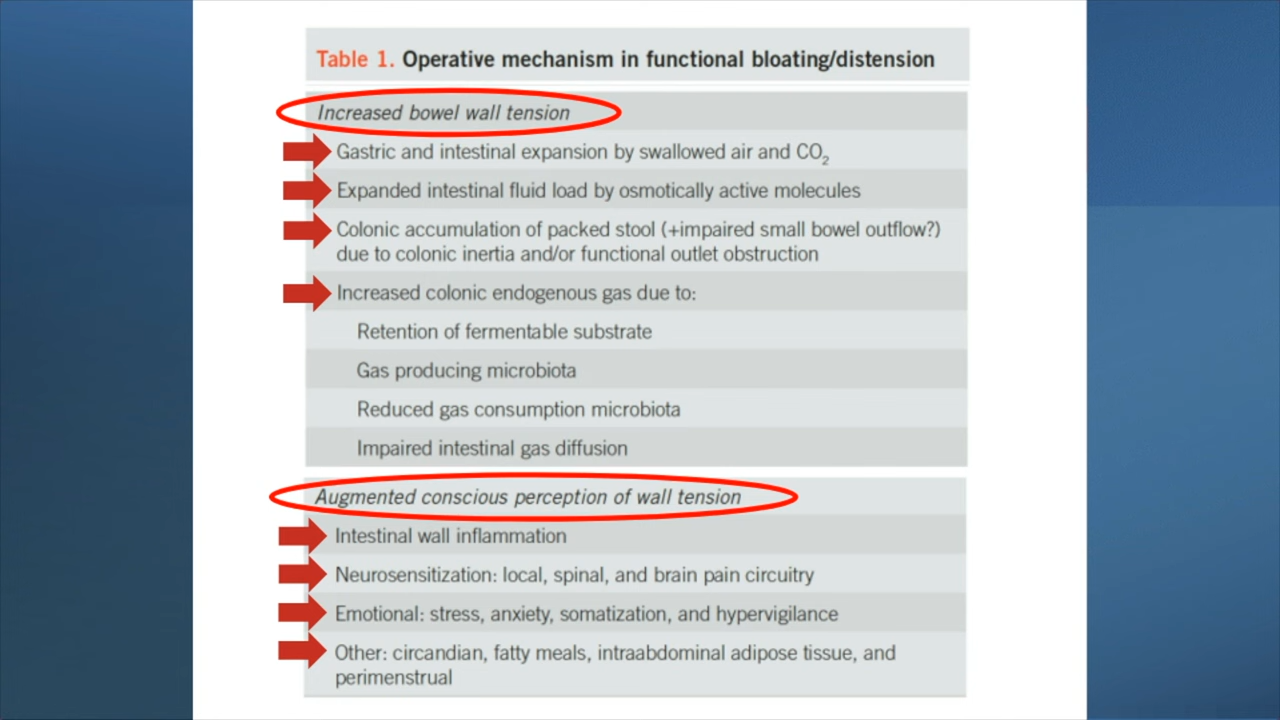 Table 1. Operative mechanism in functional bloating/distension
Increased bowel wall tension
Gastric and intestinal expansion by swallowed air and CO₂
Expanded intestinal fluid load by osmotically active molecules
Colonic accumulation of packed stool (+impaired small bowel outflow?)
due to colonic inertia and/or functional outlet obstruction
Increased colonic endogenous gas due to:
Retention of fermentable substrate
Gas producing microbiota
Reduced gas consumption microbiota
Impaired intestinal gas diffusion
Augmented conscious perception of wall tension
Intestinal wall inflammation
Neurosensitization: local, spinal, and brain pain circuitry
Emotional: stress, anxiety, somatization, and hypervigilance
Other: circandian, fatty meals, intraabdominal adipose tissue, and
perimenstrual